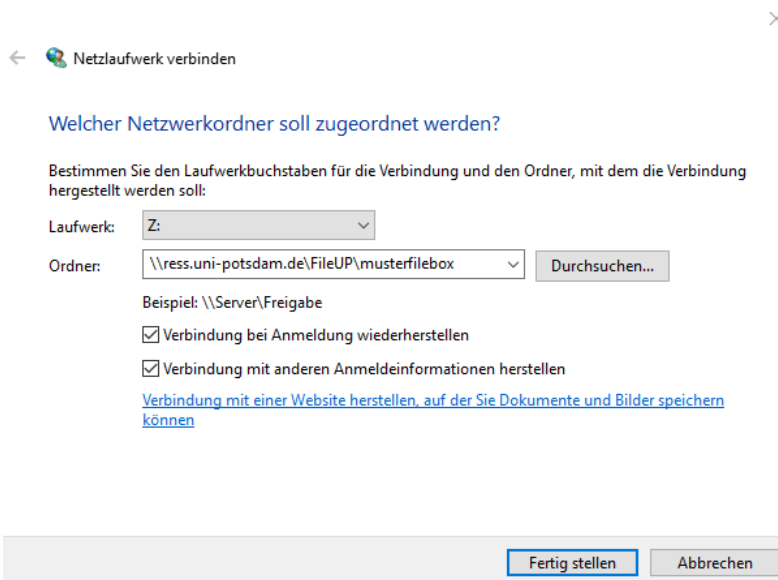 Netzlaufwerk verbinden
Welcher Netzwerkordner soll zugeordnet werden?
Bestimmen Sie den Laufwerkbuchstaben für die Verbindung und den Ordner, mit dem die Verbindung
hergestellt werden soll:
Laufwerk:
Z:
Ordner:
\\ress.uni-potsdam.de\FileUP\musterfilebox
Durchsuchen...
Beispiel: \\Server\Freigabe
Verbindung bei Anmeldung wiederherstellen
Verbindung mit anderen Anmeldeinformationen herstellen
Verbindung mit einer Website herstellen, auf der Sie Dokumente und Bilder speichern
können
Fertig stellen
Abbrechen